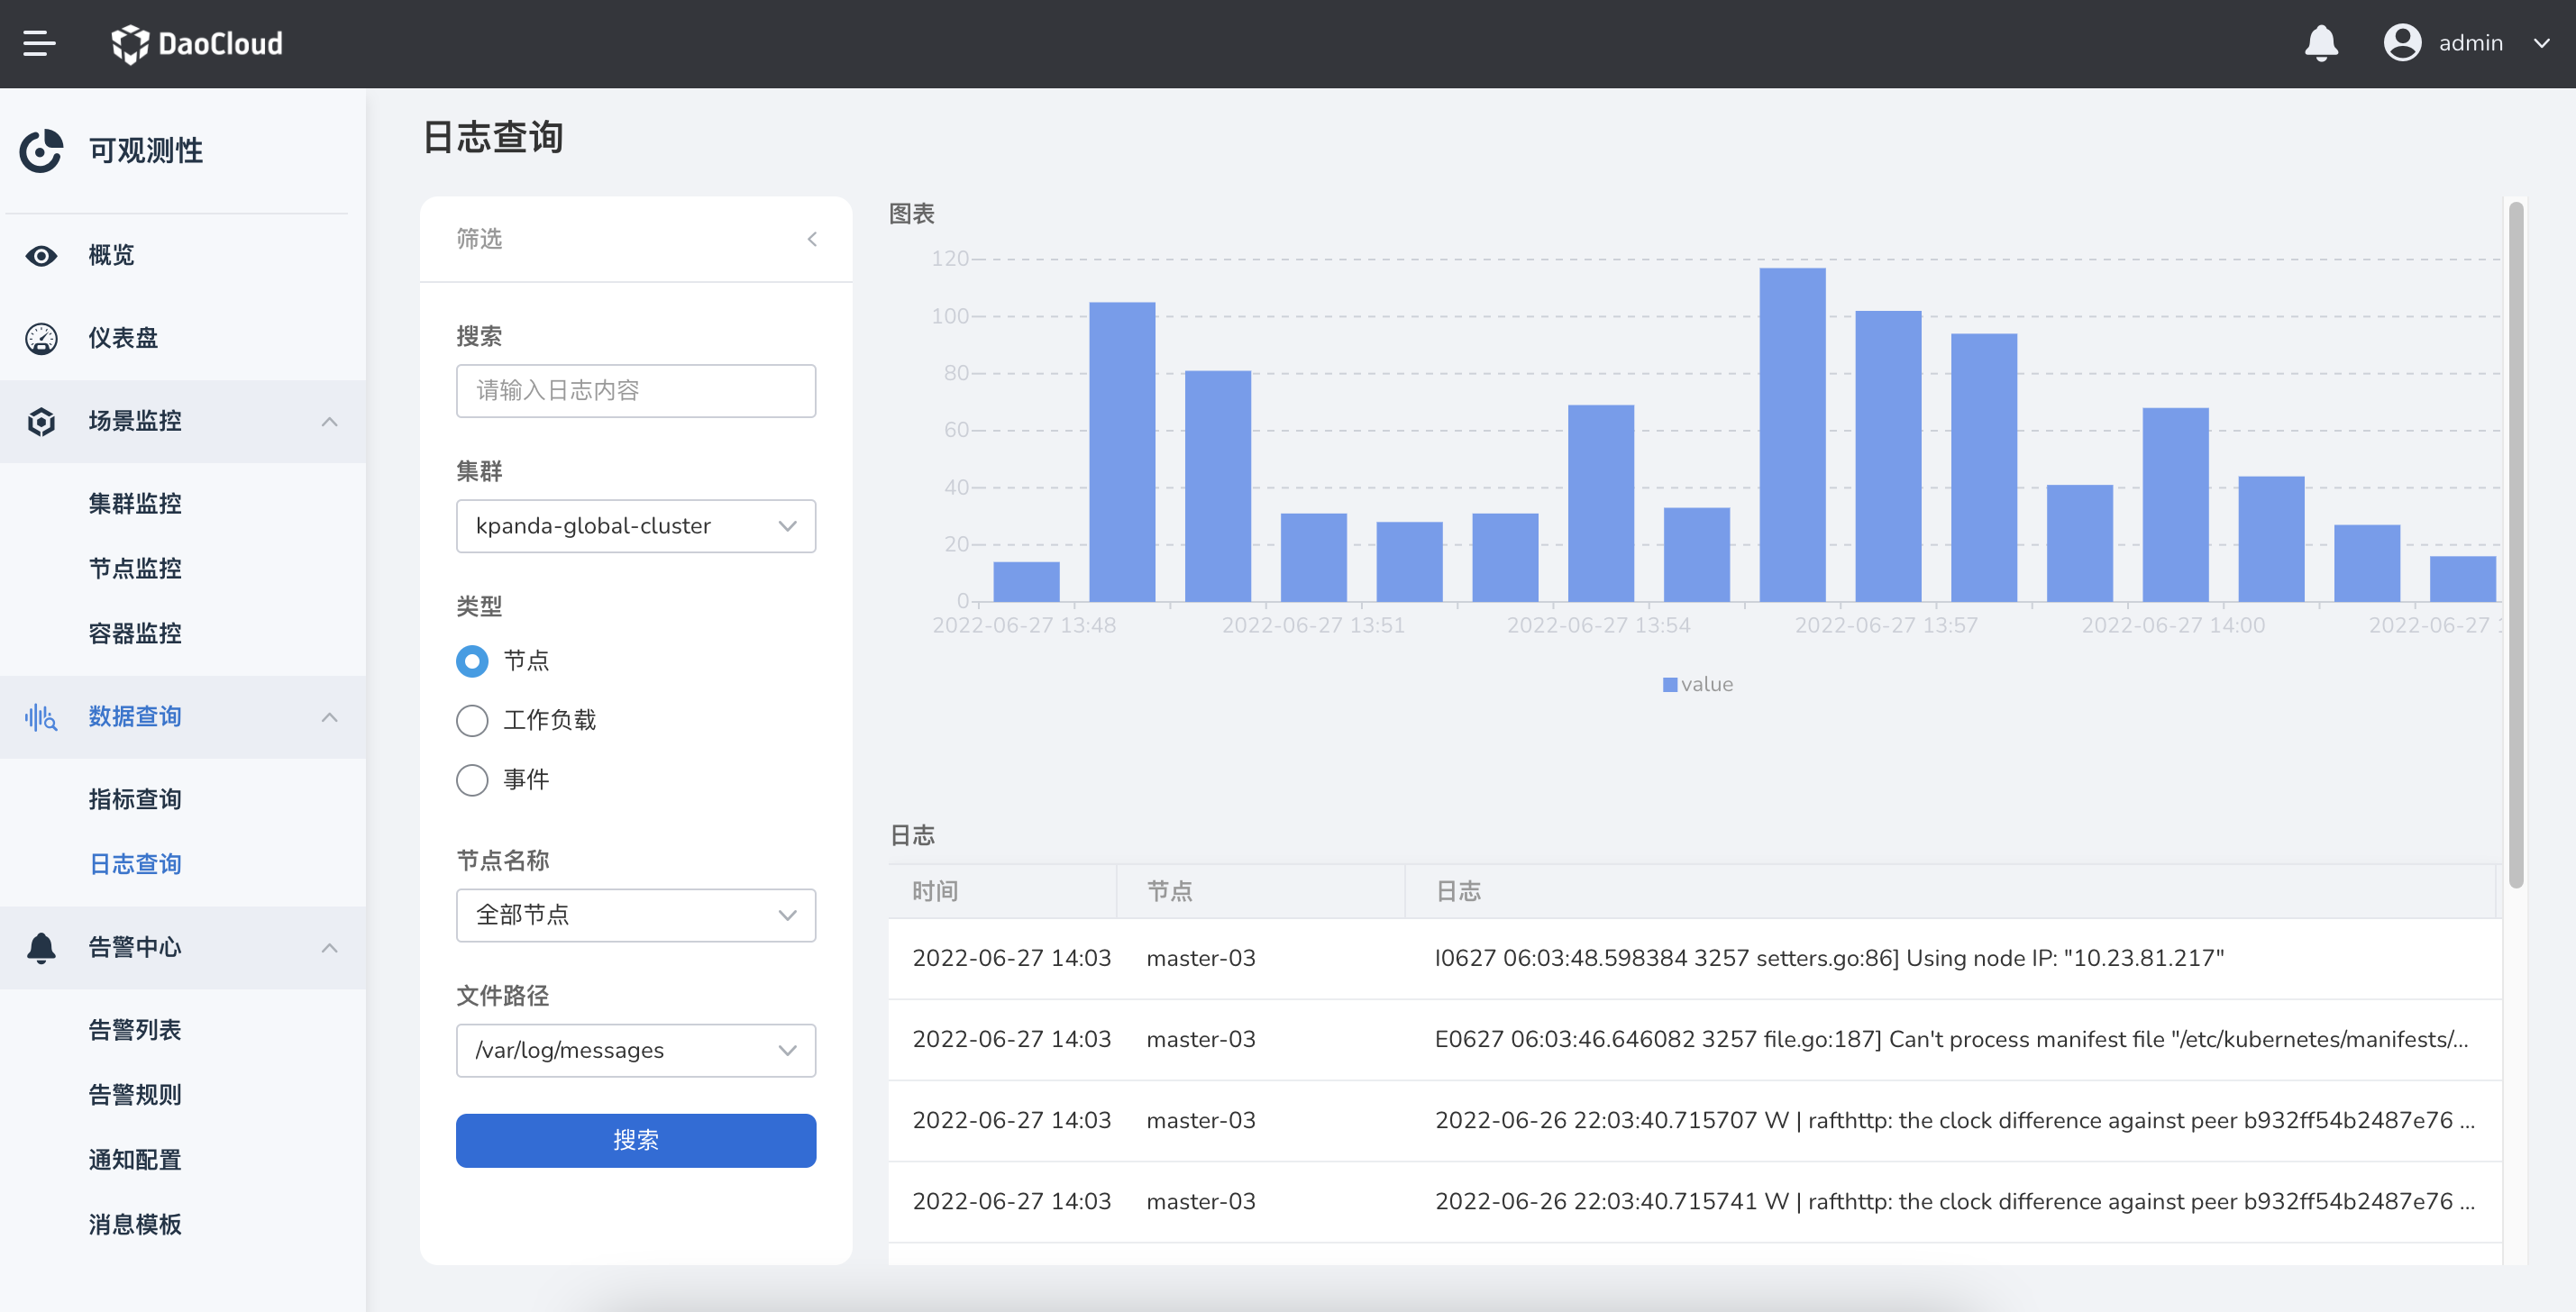 DaoCloud
admin
可观测性
概览
仪表盘
场景监控
集群监控
节点监控
容器监控
数据查询
指标查询
日志查询
告警中心
告警列表
告警规则
通知配置
消息模板
日志查询
筛选
搜索
请输入日志内容
集群
kpanda-global-cluster
类型
节点
工作负载
事件
节点名称
全部节点
文件路径
/var/log/messages
搜索
图表
120
100
80
60
40
20
0
2022-06-27 13:48 2022-06-27 13:51 2022-06-27 13:54 2022-06-27 13:57 2022-06-27 14:00 2022-06-27
value
日志
时间 节点 日志
2022-06-27 14:03 master-03 I0627 06:03:48.598384 3257 setters.go:86] Using node IP: "10.23.81.217"
2022-06-27 14:03 master-03 E0627 06:03:46.646082 3257 file.go:187] Can't process manifest file "/etc/kubernetes/manifests/...
2022-06-27 14:03 master-03 2022-06-26 22:03:40.715707 W | rafthttp: the clock difference against peer b932ff54b2487e76 ...
2022-06-27 14:03 master-03 2022-06-26 22:03:40.715741 W | rafthttp: the clock difference against peer b932ff54b2487e76 ...